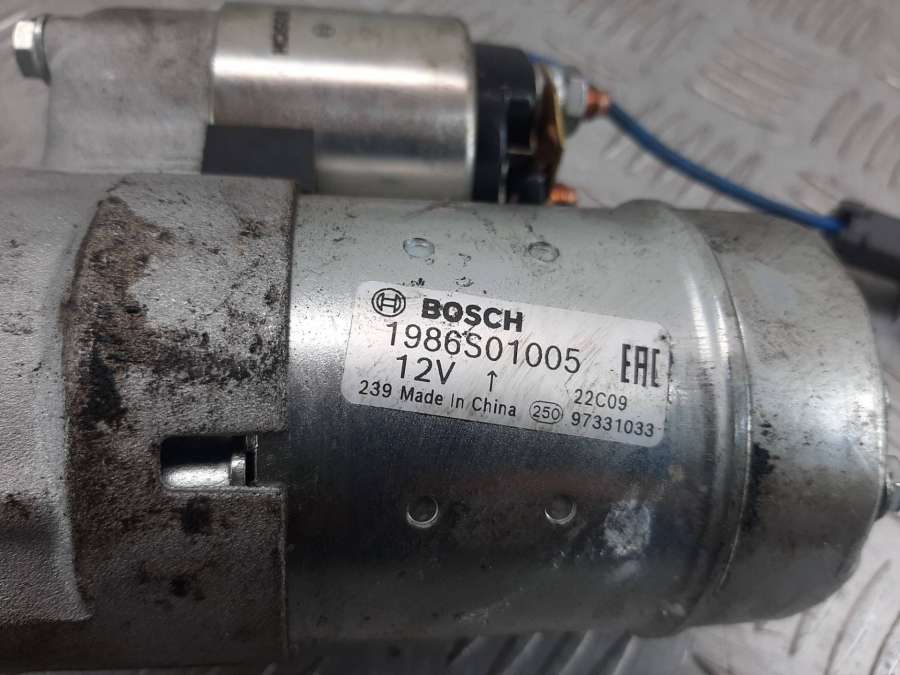 BOSCH
1986S01005
12V ↑ 22C09
EAC
239 Made in China 250 97331033